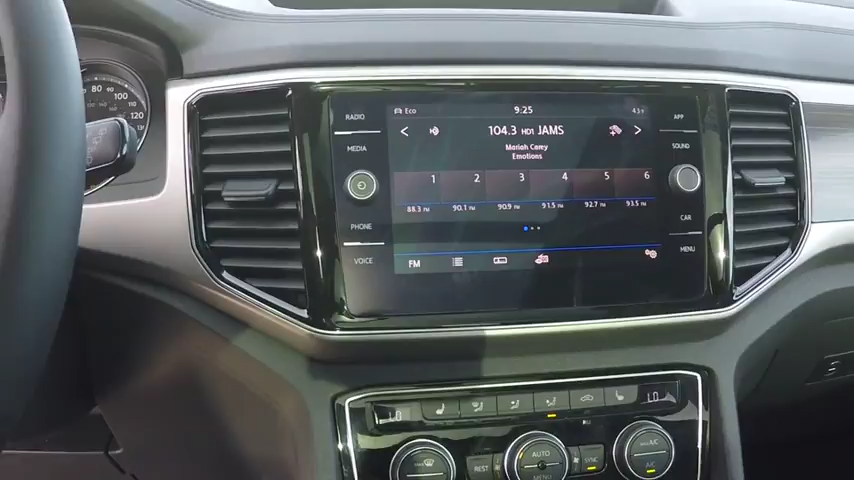 RADIO
MEDIA
PHONE
VOICE
Eco
9:25
104.3 HD1 JAMS
Mariah Carey
Emotions
1 2 3 4 5 6
88.3 FM 90.1 FM 90.9 FM 91.5 FM 92.7 FM 93.5 FM
FM
APP
SOUND
CAR
MENU
80
100
120
LO
LO
REST
AUTO
MENU
SYNC
A/C
A/C